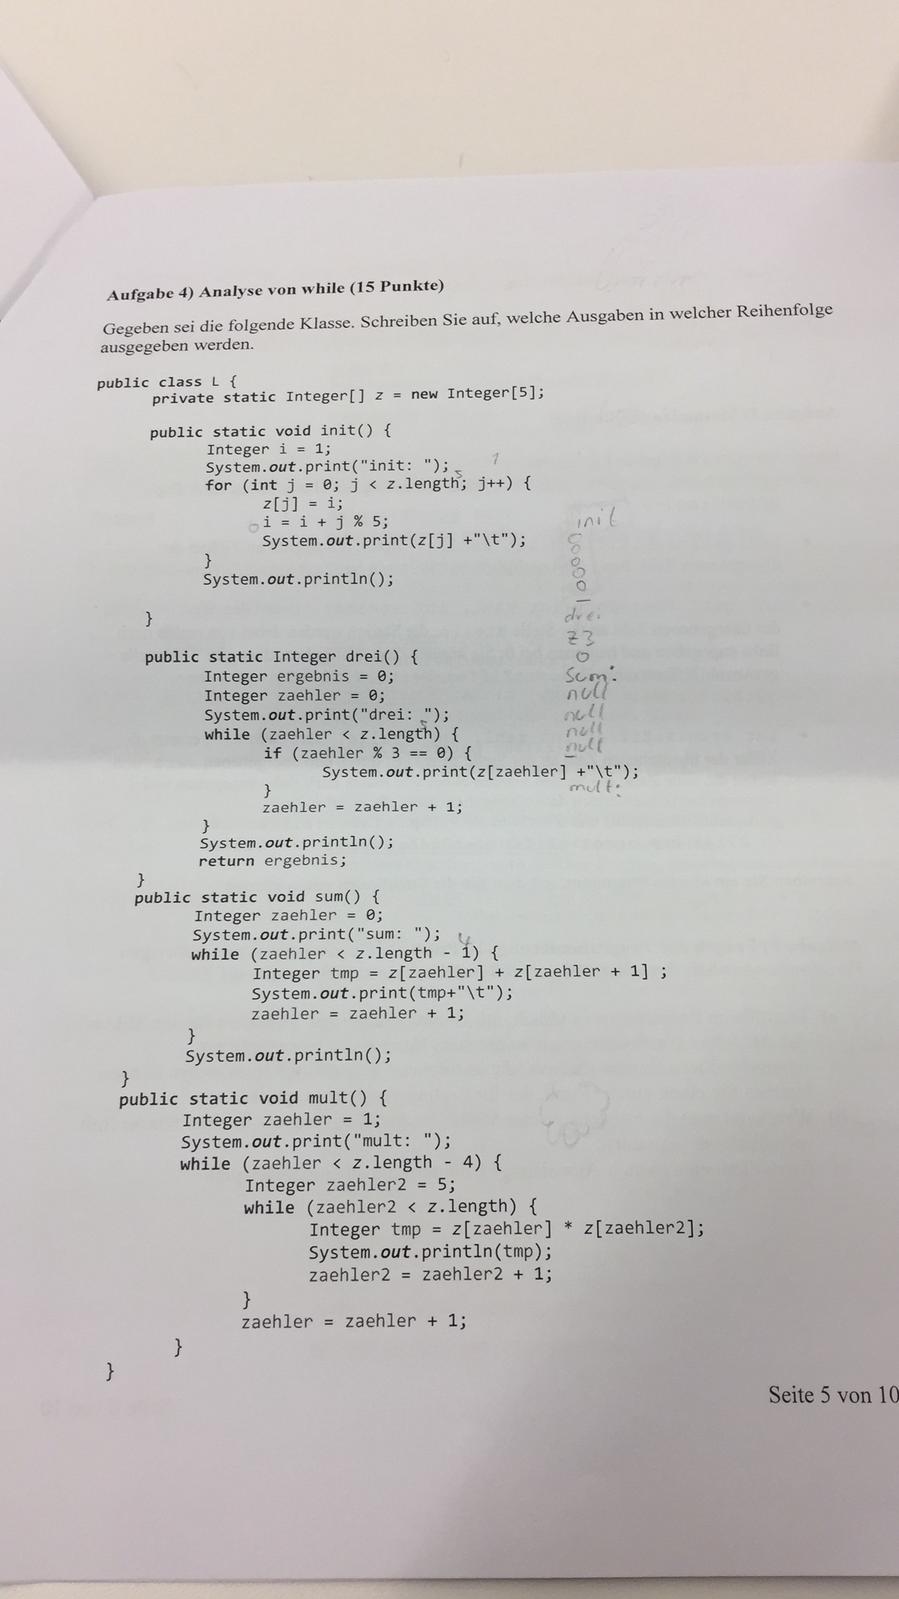 Aufgabe 4) Analyse von while (15 Punkte)
Gegeben sei die folgende Klasse. Schreiben Sie auf, welche Ausgaben in welcher Reihenfolge
ausgegeben werden.
public class L {
private static Integer[] z = new Integer[5];
public static void init() {
Integer i = 1;
System.out.print("init: ");
1
for (int j = 0; j < z.length; j++) {
5
z[j] = i;
i = i + j % 5;
0
init
System.out.print(z[j] +"\t");
0
}
0
System.out.println();
0
0
}
drei
z3
public static Integer drei() {
0
Integer ergebnis = 0;
Sum:
Integer zaehler = 0;
null
System.out.print("drei: ");
null
while (zaehler < z.length) {
5
null
if (zaehler % 3 == 0) {
null
System.out.print(z[zaehler] +"\t");
}
mult:
zaehler = zaehler + 1;
}
System.out.println();
return ergebnis;
}
public static void sum() {
Integer zaehler = 0;
System.out.print("sum: ");
4
while (zaehler < z.length - 1) {
Integer tmp = z[zaehler] + z[zaehler + 1] ;
System.out.print(tmp+"\t");
zaehler = zaehler + 1;
}
System.out.println();
}
public static void mult() {
Integer zaehler = 1;
System.out.print("mult: ");
while (zaehler < z.length - 4) {
Integer zaehler2 = 5;
while (zaehler2 < z.length) {
Integer tmp = z[zaehler] * z[zaehler2];
System.out.println(tmp);
zaehler2 = zaehler2 + 1;
}
zaehler = zaehler + 1;
}
}
Seite 5 von 10